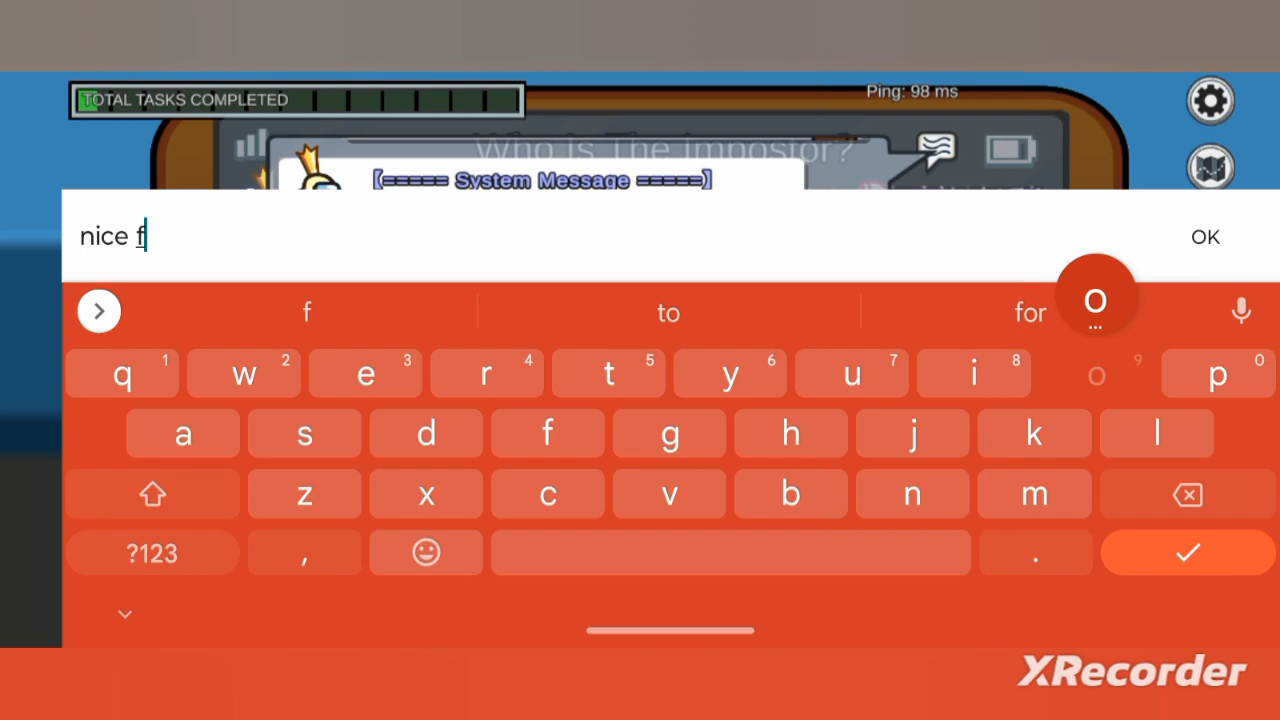 TOTAL TASKS COMPLETED
Ping: 98 ms
Who Is The Impostor?
[===== System Message =====]
nice f
OK
f to for o
q 1 w 2 e 3 r 4 t 5 y 6 u 7 i 8 o 9 p 0
a s d f g h j k l
z x c v b n m
?123 , .
XRecorder